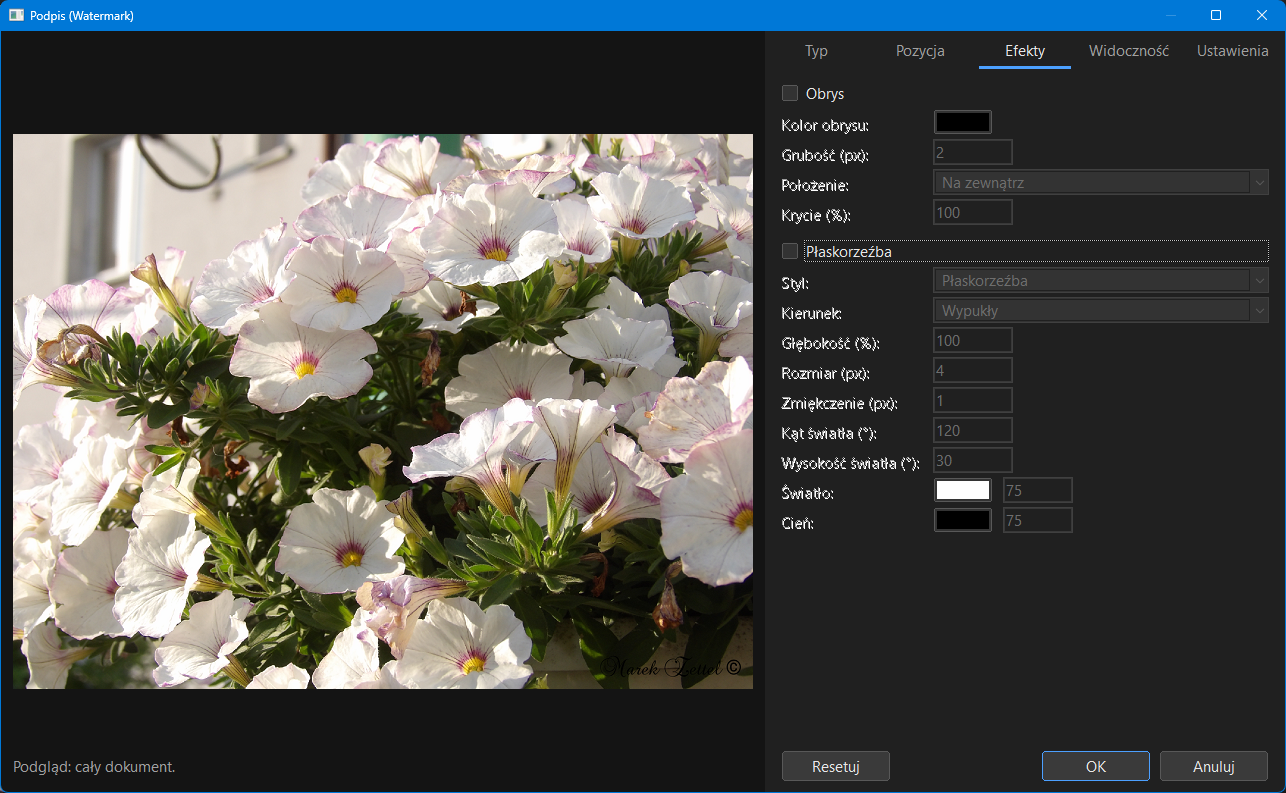 Podpis (Watermark)
Typ
Pozycja
Efekty
Widoczność
Ustawienia
Obrys
Kolor obrysu:
Grubość (px): 2
Położenie: Na zewnątrz
Krycie (%): 100
Płaskorzeźba
Styl: Płaskorzeźba
Kierunek: Wypukły
Głębokość (%): 100
Rozmiar (px): 4
Zmiękczenie (px): 1
Kąt światła (°): 120
Wysokość światła (°): 30
Światło: 75
Cień: 75
Marek Zettel ©
Podgląd: cały dokument.
Resetuj
OK
Anuluj